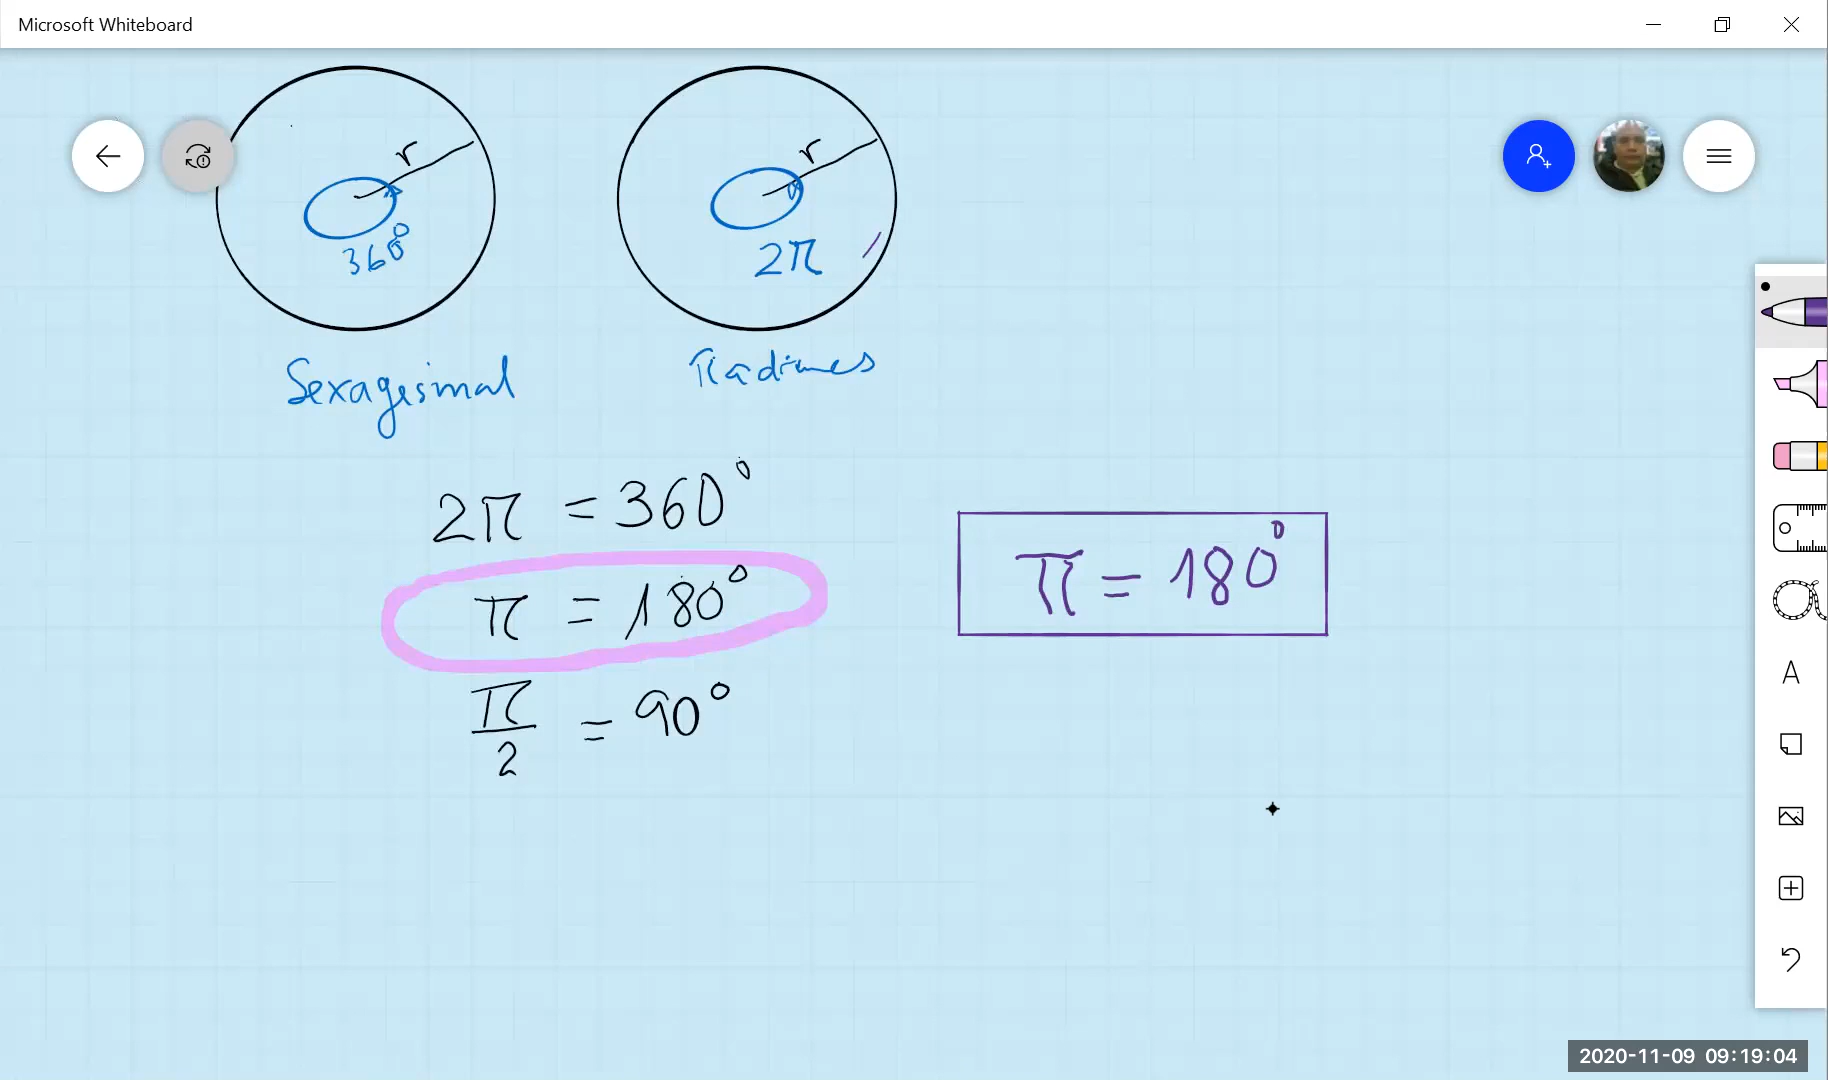 Microsoft Whiteboard
r
360°
r
2π
Sexagesimal
Radianes
2π = 360°
π = 180°
π = 180°
π/2 = 90°
A
2020-11-09 09:19:04